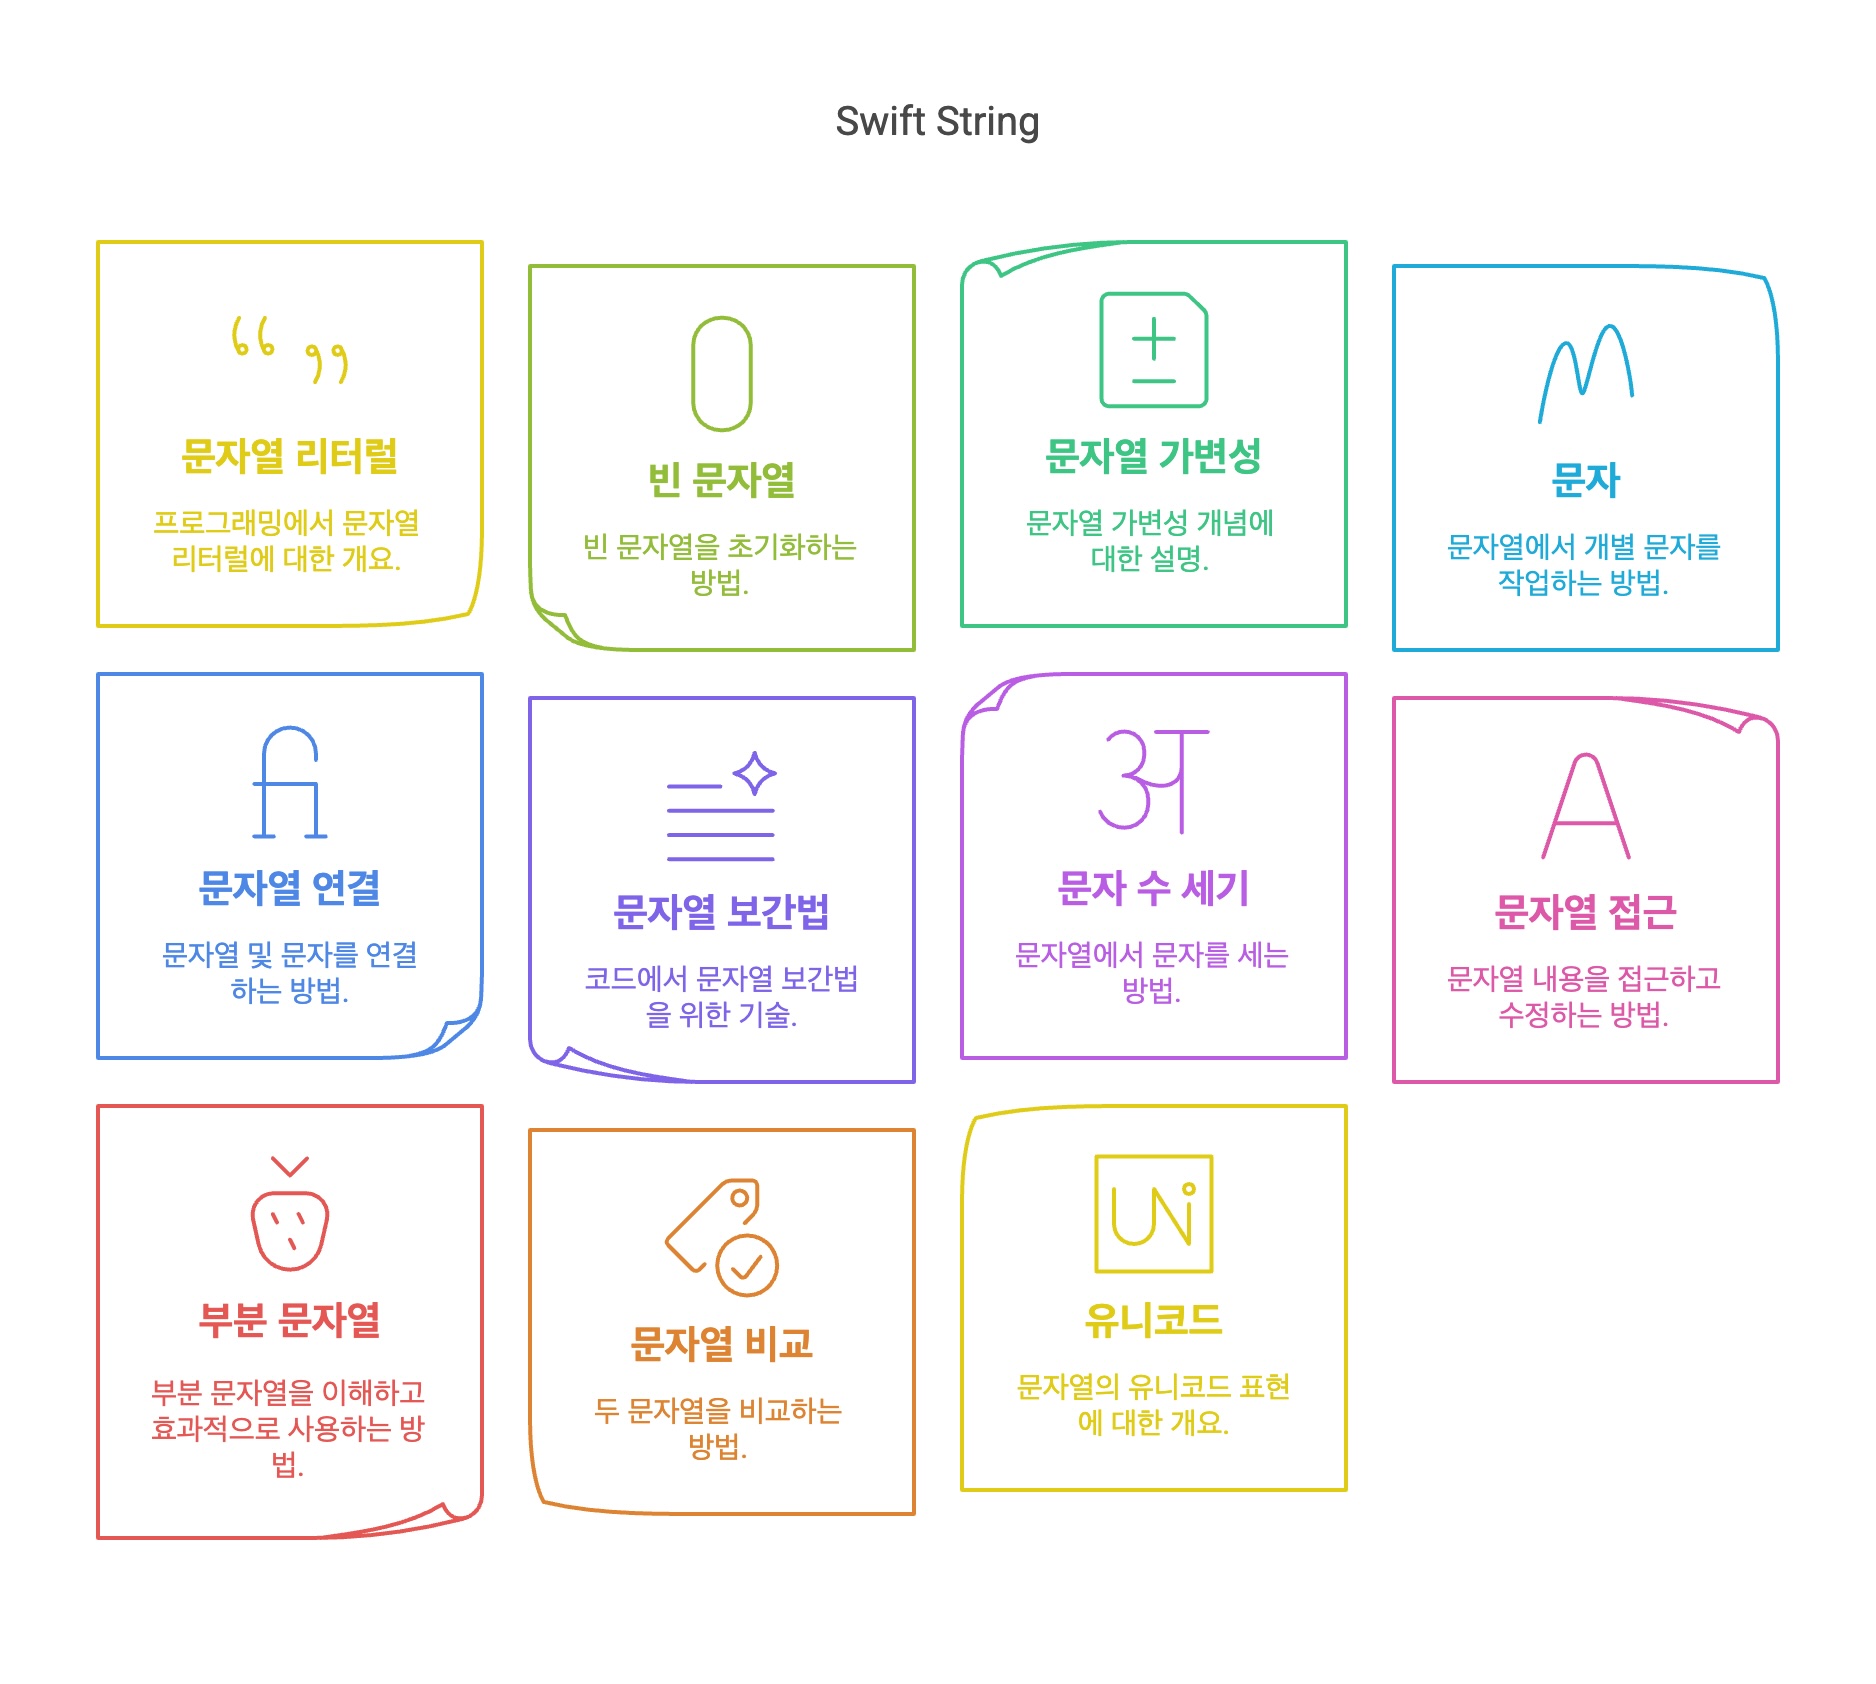 Swift String
문자열 리터럴
프로그래밍에서 문자열
리터럴에 대한 개요.
빈 문자열
빈 문자열을 초기화하는
방법.
문자열 가변성
문자열 가변성 개념에
대한 설명.
문자
문자열에서 개별 문자를
작업하는 방법.
문자열 연결
문자열 및 문자를 연결
하는 방법.
문자열 보간법
코드에서 문자열 보간법
을 위한 기술.
अ
문자 수 세기
문자열에서 문자를 세는
방법.
A
문자열 접근
문자열 내용을 접근하고
수정하는 방법.
부분 문자열
부분 문자열을 이해하고
효과적으로 사용하는 방
법.
문자열 비교
두 문자열을 비교하는
방법.
UNi
유니코드
문자열의 유니코드 표현
에 대한 개요.